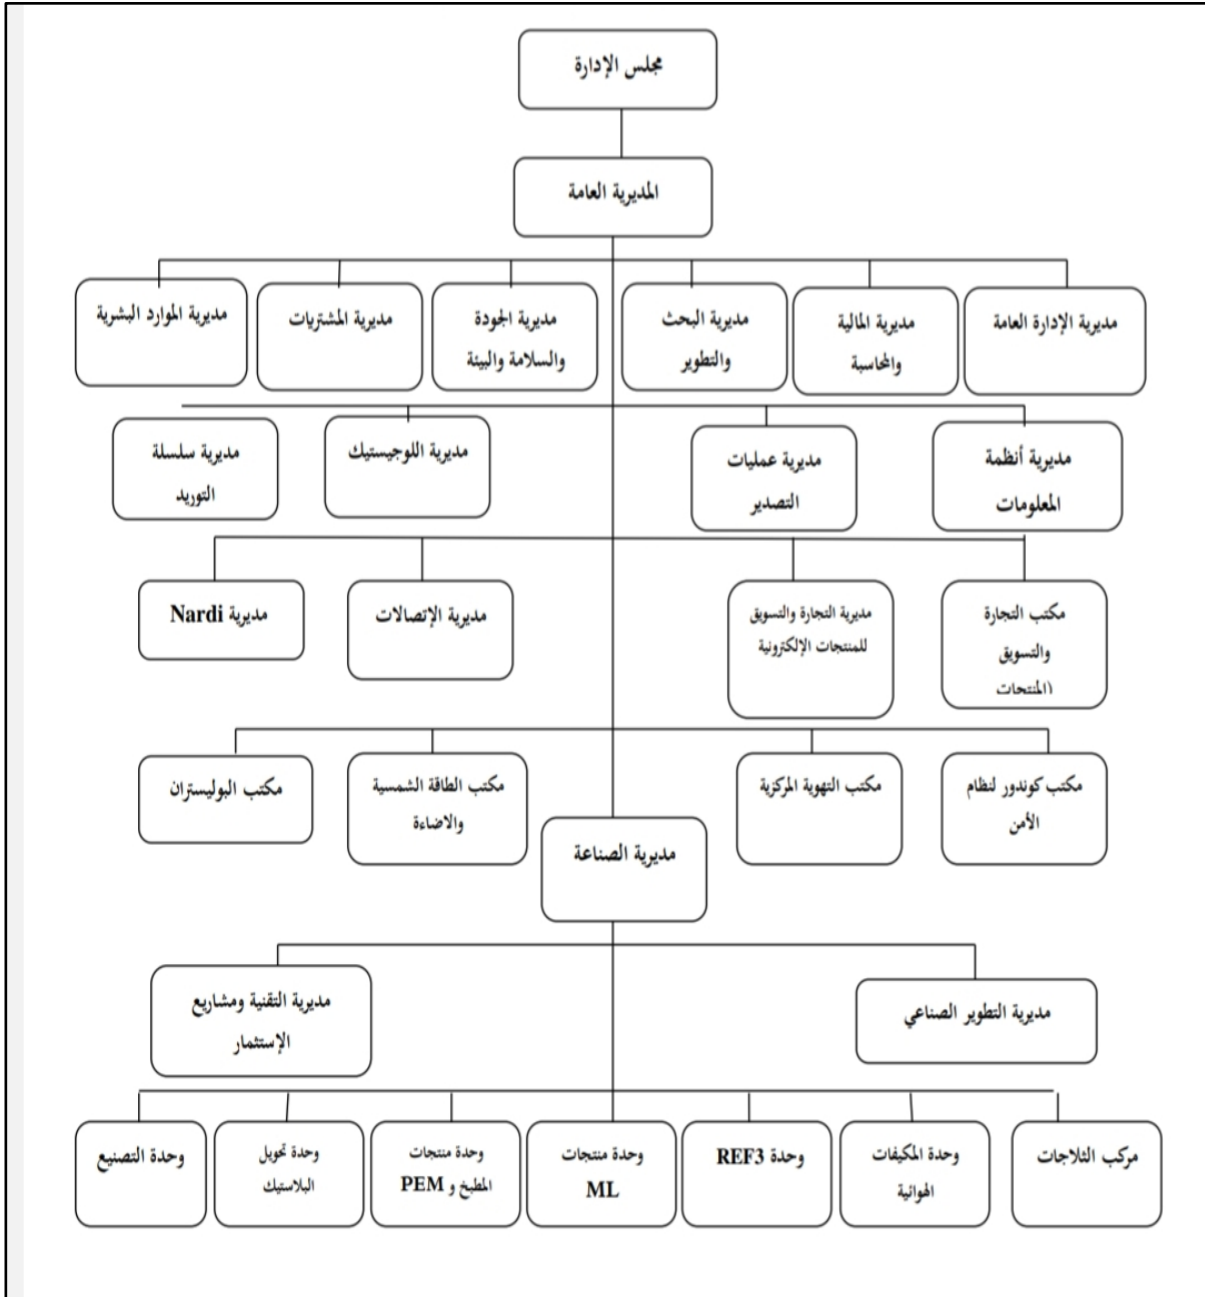 مجلس الإدارة
المديرية العامة
مديرية الإدارة العامة
مديرية المالية
والمحاسبة
مديرية البحث
والتطوير
مديرية الجودة
والسلامة والبيئة
مديرية المشتريات
مديرية الموارد البشرية
مديرية أنظمة
المعلومات
مديرية عمليات
التصدير
مديرية اللوجيستيك
مديرية سلسلة
التوريد
مكتب التجارة
والتسويق
(المنتجات
مديرية التجارة والتسويق
للمنتجات الإلكترونية
مديرية الإتصالات
مديرية Nardi
مكتب كوندور لنظام
الأمن
مكتب التهوية المركزية
مكتب الطاقة الشمسية
والاضاءة
مكتب البوليستران
مديرية الصناعة
مديرية التطوير الصناعي
مديرية التقنية ومشاريع
الإستثمار
مركب الثلاجات
وحدة المكيفات
الهوائية
وحدة REF3
وحدة منتجات
ML
وحدة منتجات
المطبخ و PEM
وحدة تحويل
البلاستيك
وحدة التصنيع